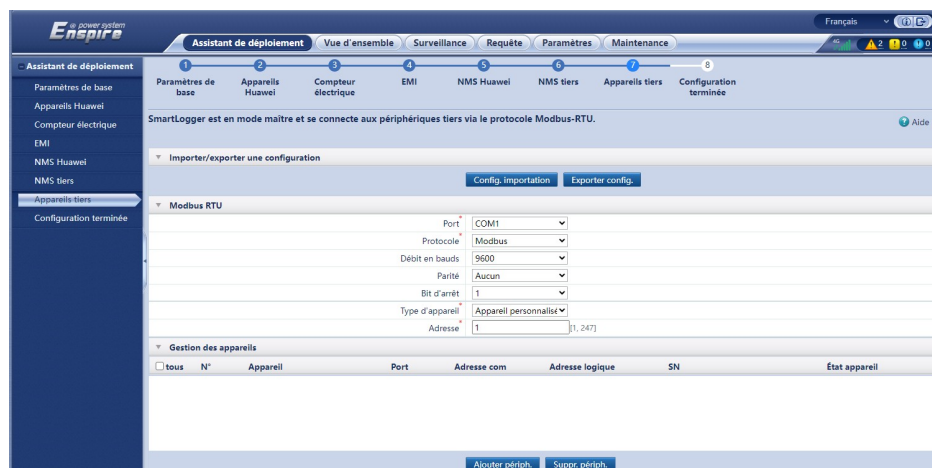 @ power system
Enspire
Français
Assistant de déploiement
Vue d'ensemble
Surveillance
Requête
Paramètres
Maintenance
4G
2
0
0
Assistant de déploiement
Paramètres de base
Appareils Huawei
Compteur électrique
EMI
NMS Huawei
NMS tiers
Appareils tiers
Configuration terminée
1 2 3 4 5 6 7 8
Paramètres de base
Appareils Huawei
Compteur électrique
EMI
NMS Huawei
NMS tiers
Appareils tiers
Configuration terminée
SmartLogger est en mode maître et se connecte aux périphériques tiers via le protocole Modbus-RTU.
Aide
Importer/exporter une configuration
Config. importation Exporter config.
Modbus RTU
Port * COM1
Protocole * Modbus
Débit en bauds 9600
Parité Aucun
Bit d'arrêt 1
Type d'appareil * Appareil personnalisé
Adresse * 1 [1, 247]
Gestion des appareils
tous N° Appareil Port Adresse com Adresse logique SN État appareil
Ajouter périph. Suppr. périph.